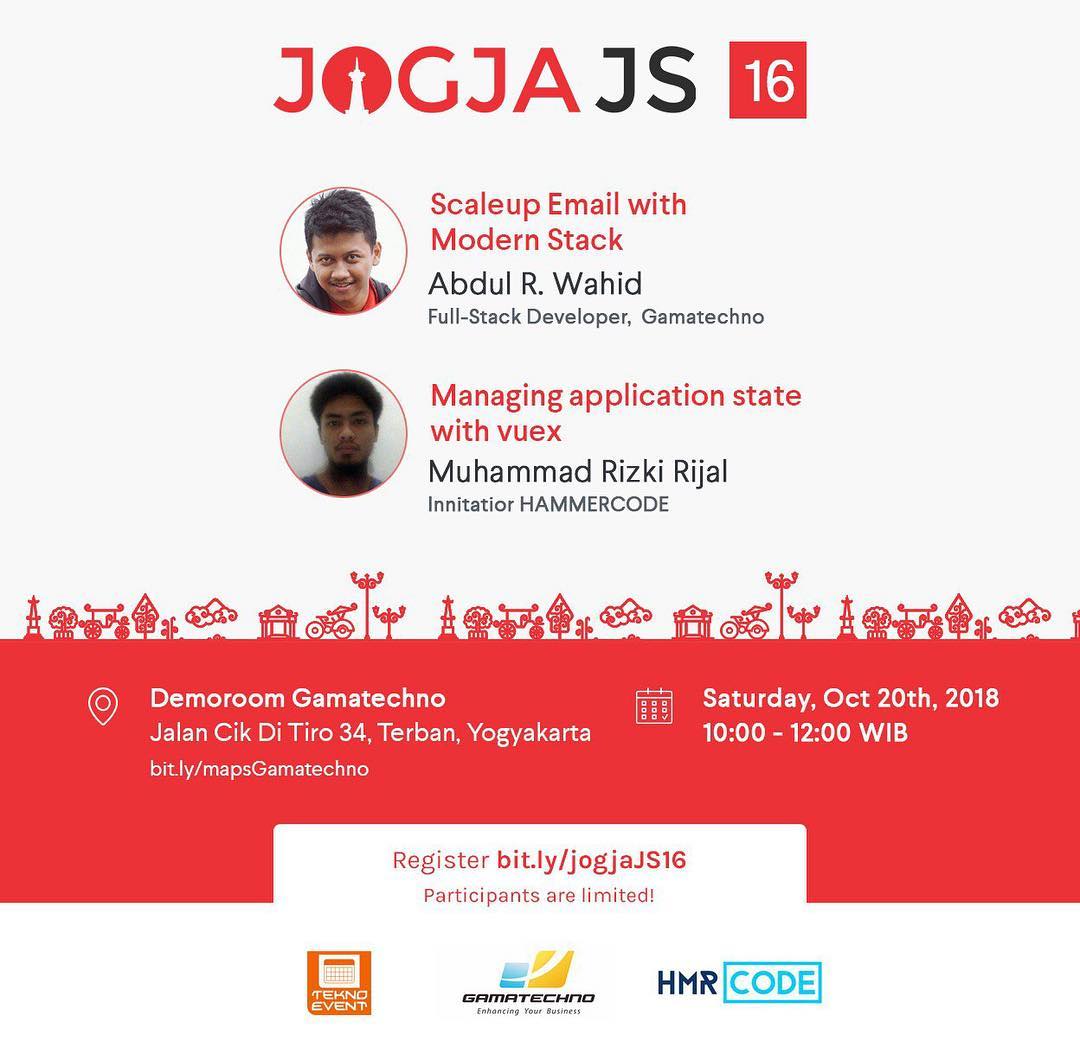 JOGJA JS 16
Scaleup Email with
Modern Stack
Abdul R. Wahid
Full-Stack Developer, Gamatechno
Managing application state
with vuex
Muhammad Rizki Rijal
Innitatior HAMMERCODE
Demoroom Gamatechno
Jalan Cik Di Tiro 34, Terban, Yogyakarta
bit.ly/mapsGamatechno
Saturday, Oct 20th, 2018
10:00 - 12:00 WIB
Register bit.ly/jogjaJS16
Participants are limited!
TEKNO
EVENT
GAMATECHNO
Enhancing Your Business
HMR CODE